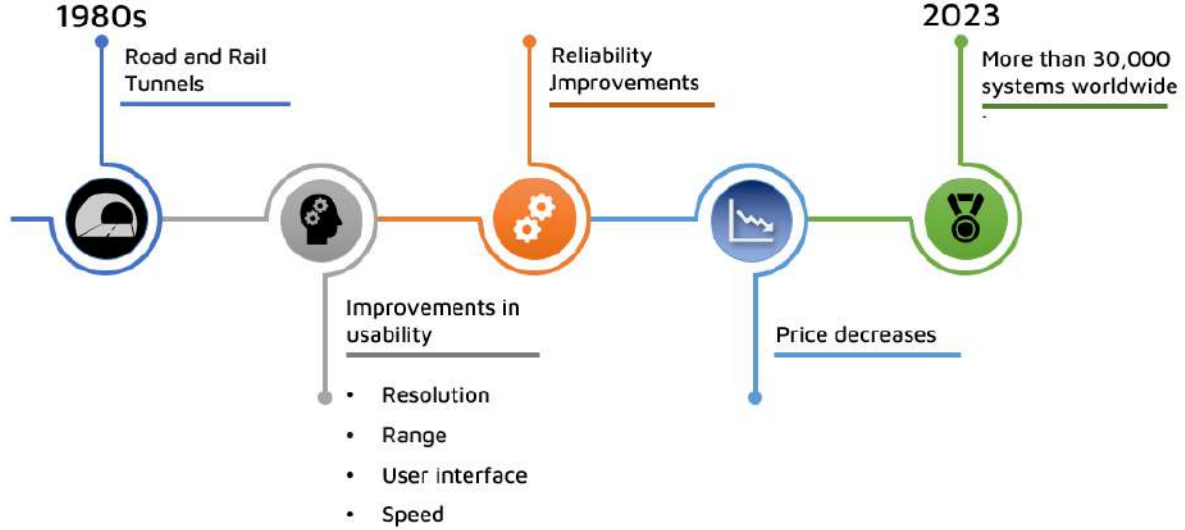 1980s
Road and Rail
Tunnels
Improvements in
usability
• Resolution
• Range
• User interface
• Speed
Reliability
Improvements
Price decreases
2023
More than 30,000
systems worldwide
.